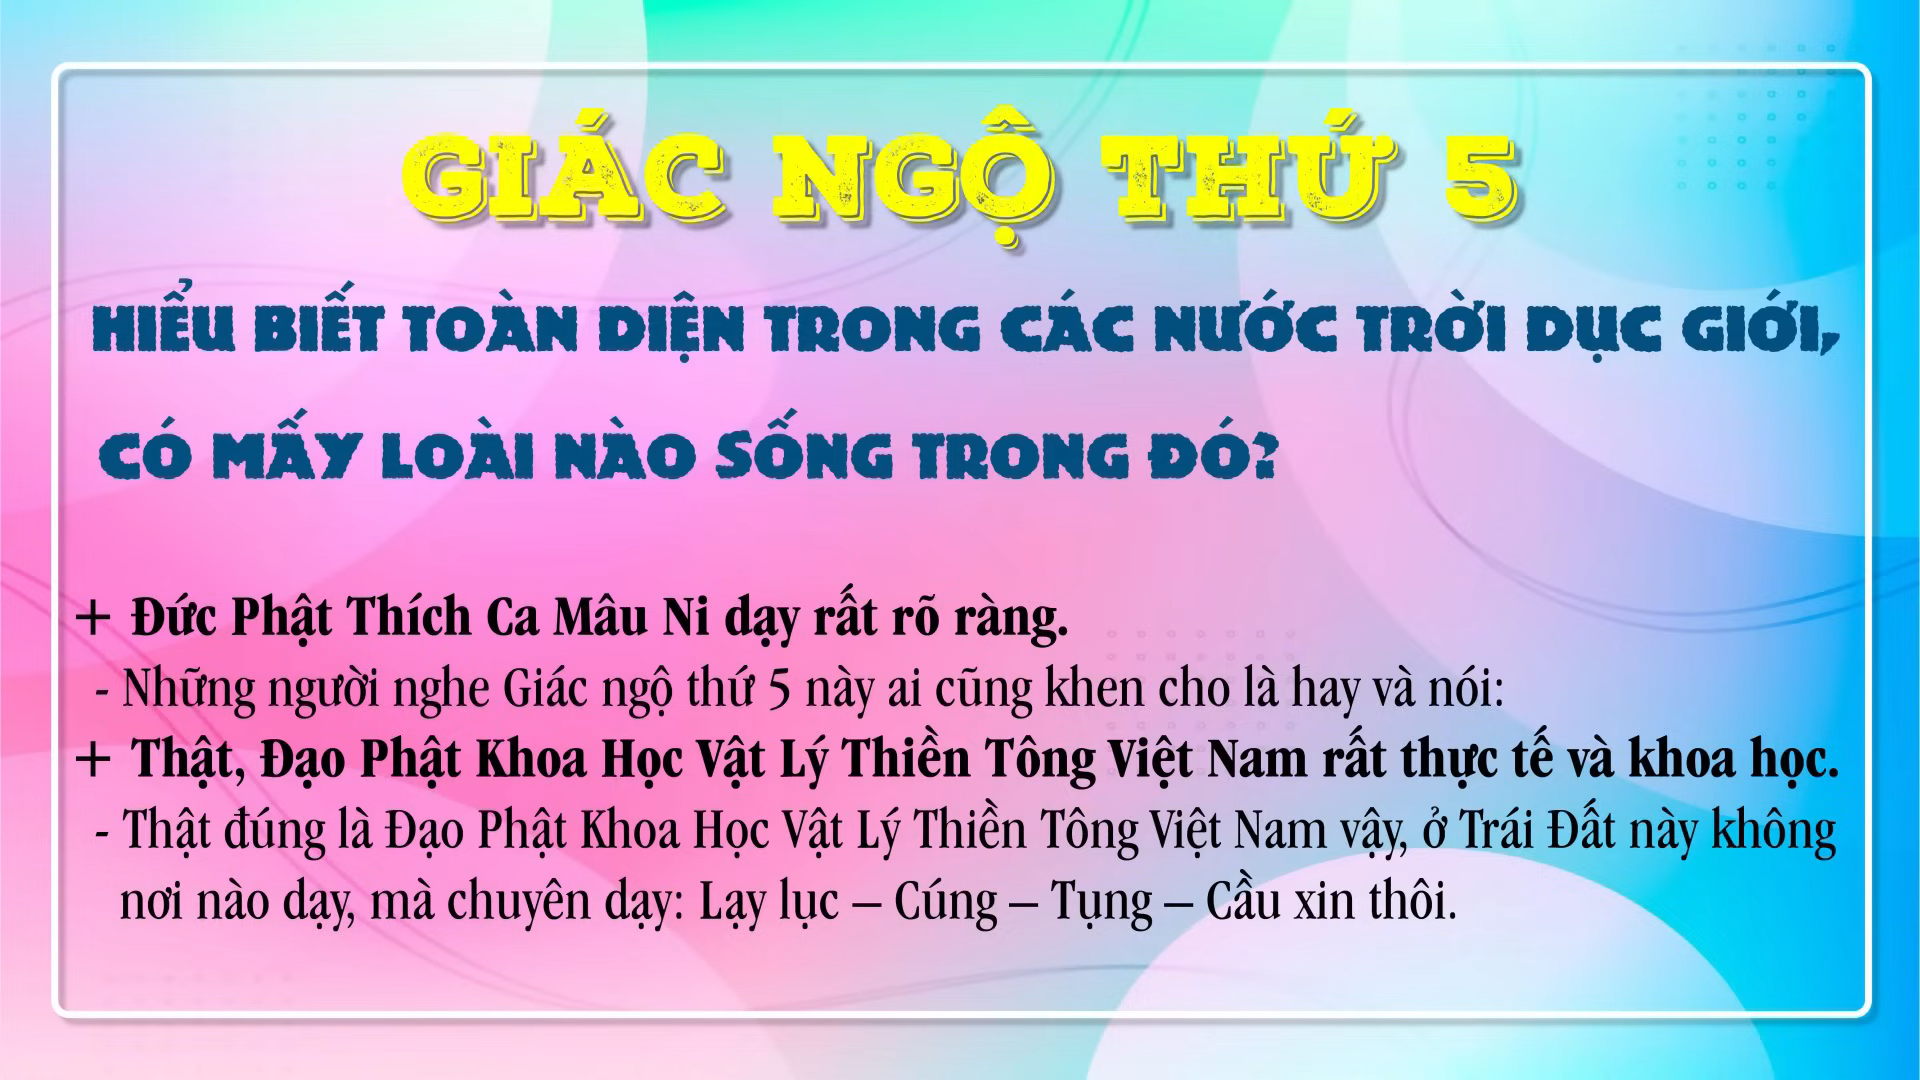 GIÁC NGỘ THỨ 5
HIỂU BIẾT TOÀN DIỆN TRONG CÁC NƯỚC TRỜI DỤC GIỚI,
CÓ MẤY LOÀI NÀO SỐNG TRONG ĐÓ?
+ Đức Phật Thích Ca Mâu Ni dạy rất rõ ràng.
- Những người nghe Giác ngộ thứ 5 này ai cũng khen cho là hay và nói:
+ Thật, Đạo Phật Khoa Học Vật Lý Thiền Tông Việt Nam rất thực tế và khoa học.
- Thật đúng là Đạo Phật Khoa Học Vật Lý Thiền Tông Việt Nam vậy, ở Trái Đất này không
nơi nào dạy, mà chuyên dạy: Lạy lục – Cúng – Tụng – Cầu xin thôi.